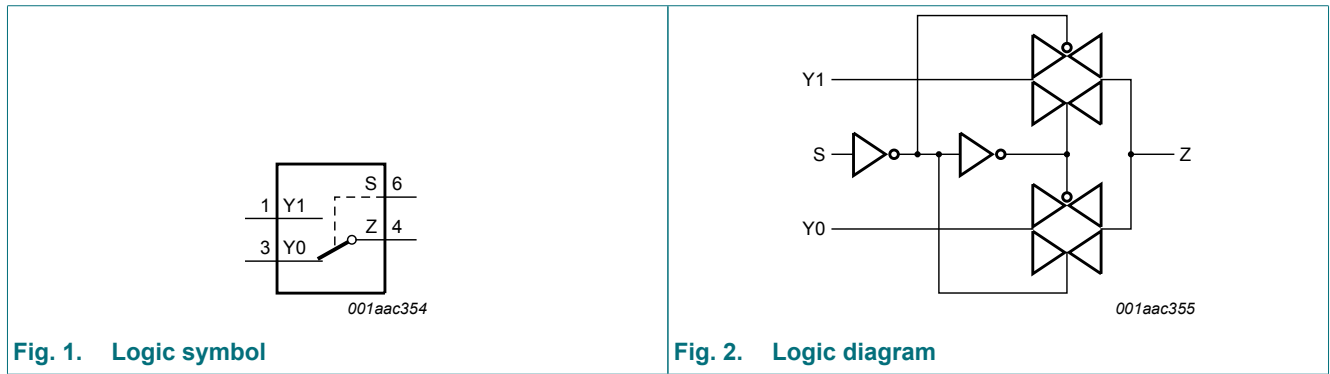 S 6
1 Y1
Z 4
3 Y0
001aac354
Fig. 1. Logic symbol
Y1
S
Z
Y0
001aac355
Fig. 2. Logic diagram